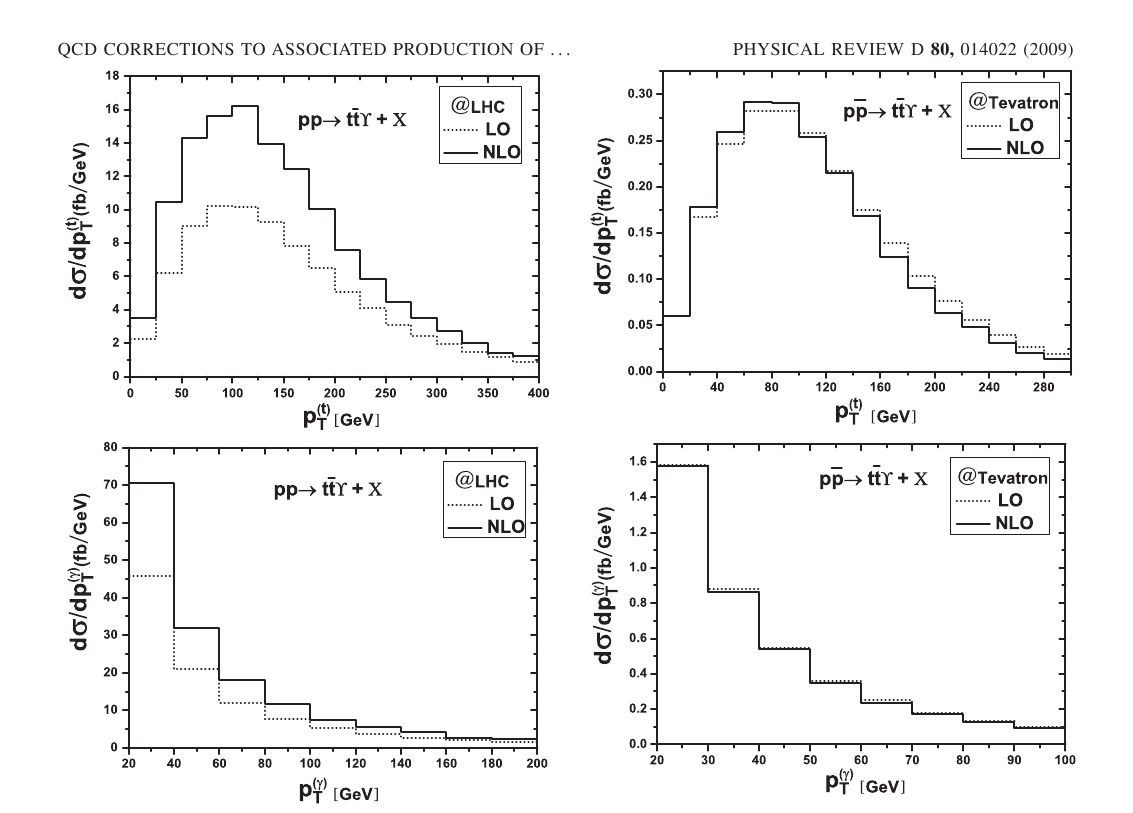 QCD CORRECTIONS TO ASSOCIATED PRODUCTION OF ...
PHYSICAL REVIEW D 80, 014022 (2009)
18
16
14
12
10
8
6
4
2
0
dσ/dp_T^(t)(fb/GeV)
pp→ tt̄ϒ + X
@LHC
LO
NLO
0 50 100 150 200 250 300 350 400
p_T^(t) [GeV]
0.30
0.25
0.20
0.15
0.10
0.05
0.00
dσ/dp_T^(t)(fb/GeV)
pp̄→ tt̄ϒ + X
@Tevatron
LO
NLO
0 40 80 120 160 200 240 280
p_T^(t) [GeV]
80
70
60
50
40
30
20
10
0
dσ/dp_T^(γ)(fb/GeV)
pp→ tt̄ϒ + X
@LHC
LO
NLO
20 40 60 80 100 120 140 160 180 200
p_T^(γ) [GeV]
1.6
1.4
1.2
1.0
0.8
0.6
0.4
0.2
0.0
dσ/dp_T^(γ)(fb/GeV)
pp̄→ tt̄ϒ + X
@Tevatron
LO
NLO
20 30 40 50 60 70 80 90 100
p_T^(γ) [GeV]